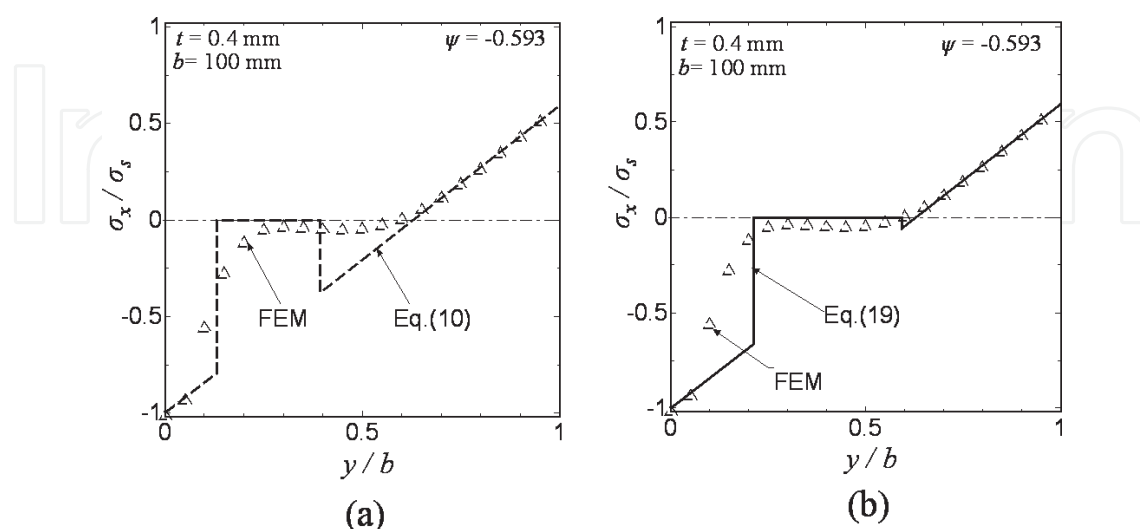 t = 0.4 mm
b= 100 mm
ψ = -0.593
1
0.5
0
-0.5
-1
σx / σs
FEM
Eq.(10)
0
0.5
1
y / b
(a)
t = 0.4 mm
b= 100 mm
ψ = -0.593
1
0.5
0
-0.5
-1
σx / σs
Eq.(19)
FEM
0
0.5
1
y / b
(b)